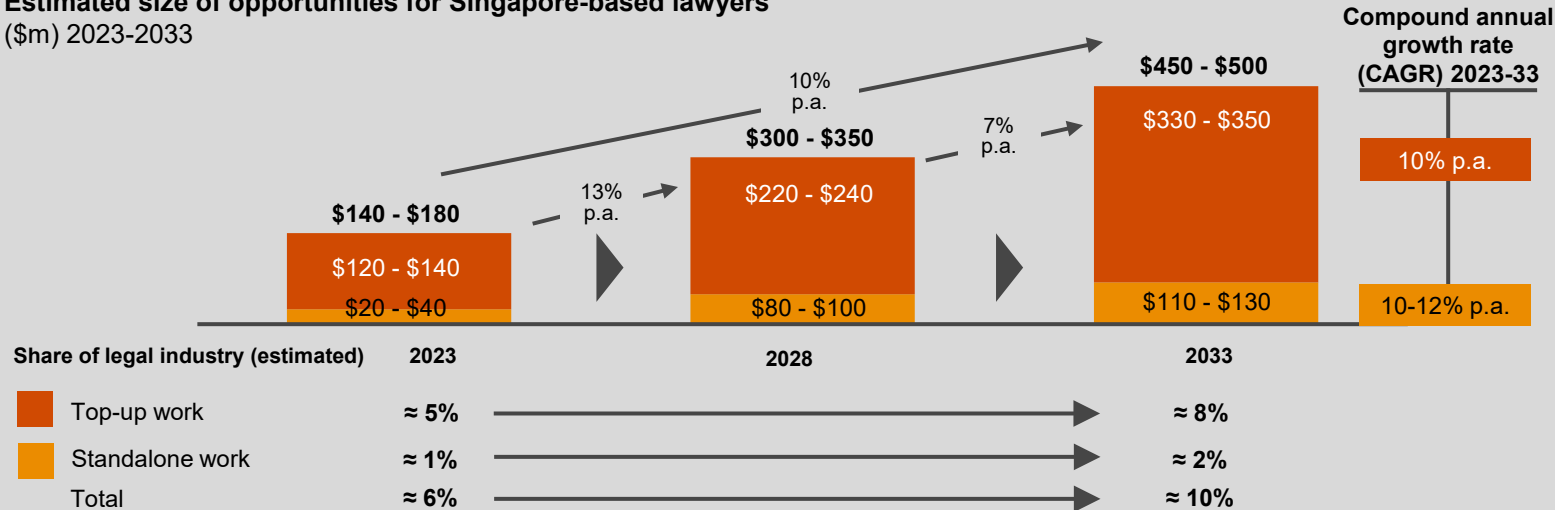 Estimated size of opportunities for Singapore-based lawyers
($m) 2023-2033
Compound annual
growth rate
(CAGR) 2023-33
$450 - $500
10%
p.a.
$330 - $350
7%
p.a.
$300 - $350
10% p.a.
$220 - $240
13%
p.a.
$140 - $180
$120 - $140
$20 - $40
$80 - $100
$110 - $130
10-12% p.a.
Share of legal industry (estimated) 2023 2028 2033
Top-up work ≈ 5% ≈ 8%
Standalone work ≈ 1% ≈ 2%
Total ≈ 6% ≈ 10%